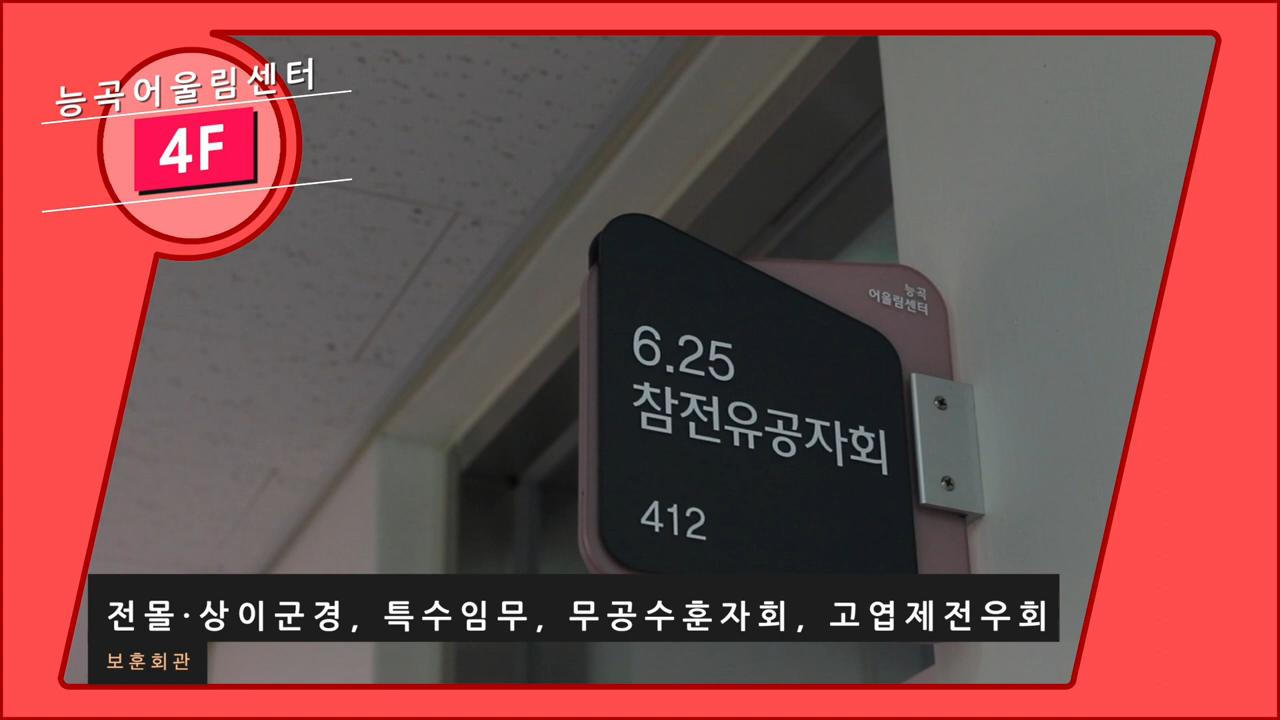 능곡어울림센터
4F
능곡
어울림센터
6.25
참전유공자회
412
전몰·상이군경, 특수임무, 무공수훈자회, 고엽제전우회
보훈회관